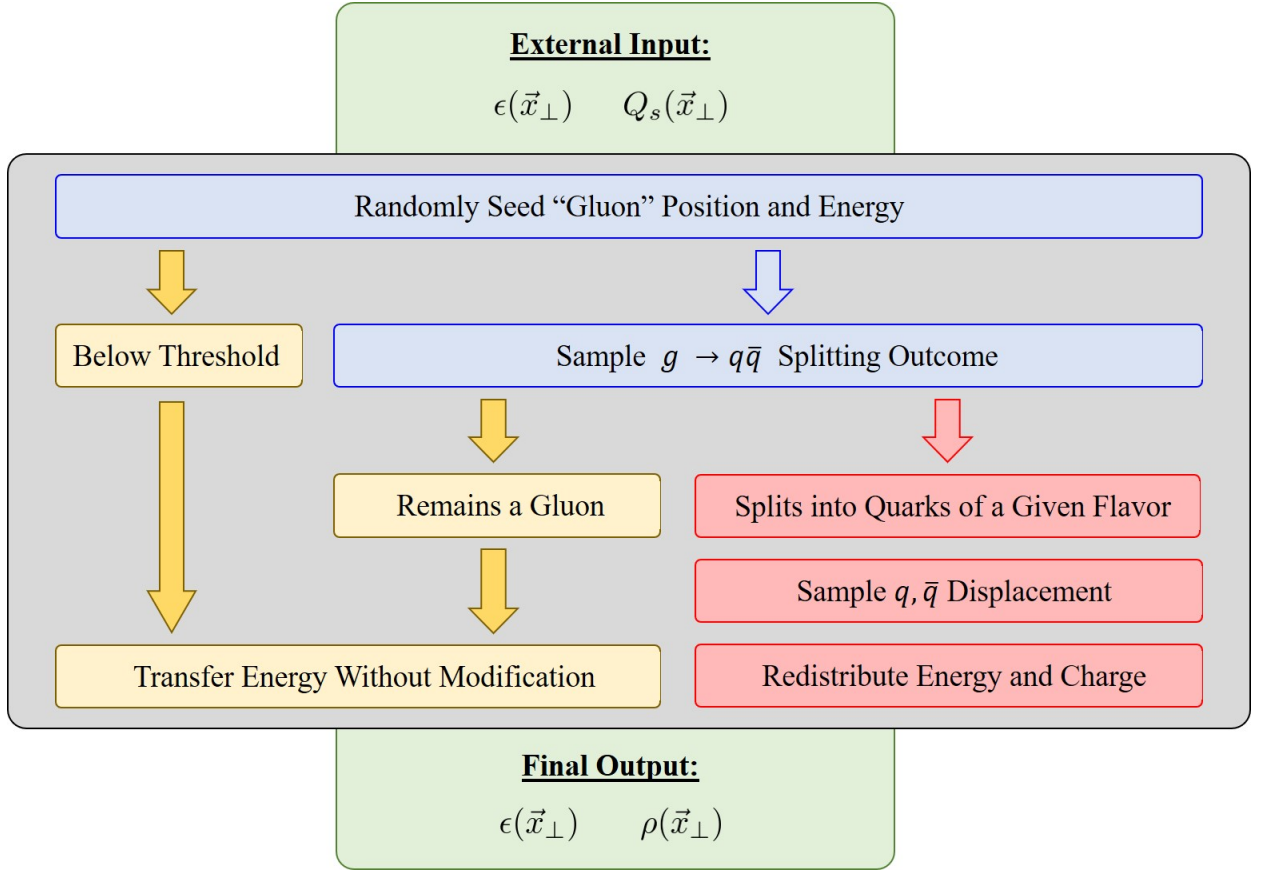 External Input:
ϵ(x⃗⊥) Qₛ(x⃗⊥)
Randomly Seed “Gluon” Position and Energy
Below Threshold
Sample g → qq̄ Splitting Outcome
Remains a Gluon
Splits into Quarks of a Given Flavor
Sample q, q̄ Displacement
Transfer Energy Without Modification
Redistribute Energy and Charge
Final Output:
ϵ(x⃗⊥) ρ(x⃗⊥)